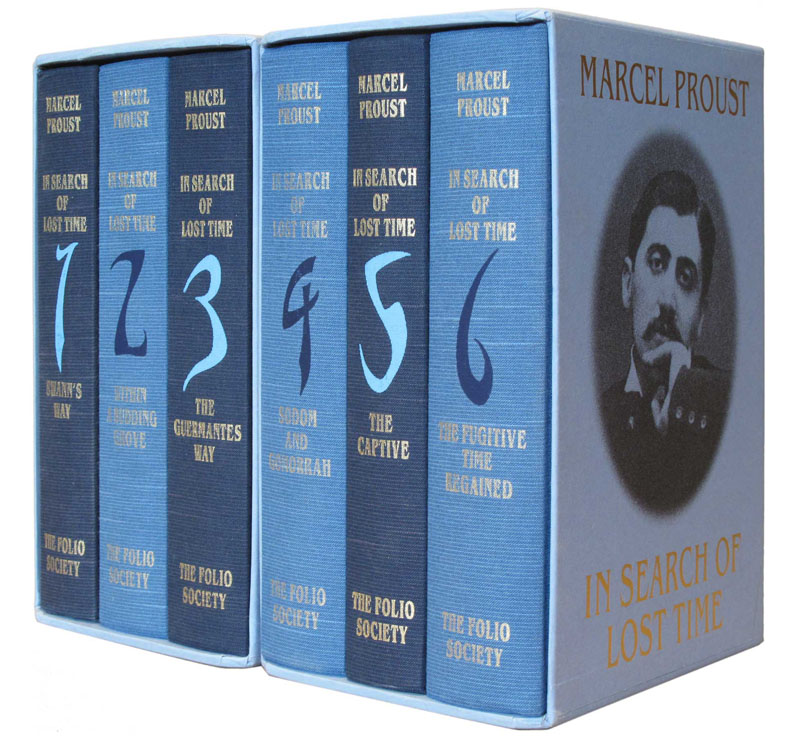 MARCEL
PROUST
IN SEARCH
OF
LOST TIME
1
SWANN'S
WAY
THE FOLIO
SOCIETY
MARCEL
PROUST
IN SEARCH
OF
LOST TIME
2
WITHIN
A BUDDING
GROVE
THE FOLIO
SOCIETY
MARCEL
PROUST
IN SEARCH
OF
LOST TIME
3
THE
GUERMANTES
WAY
THE FOLIO
SOCIETY
MARCEL
PROUST
IN SEARCH
OF
LOST TIME
4
SODOM
AND
GOMORRAH
THE FOLIO
SOCIETY
MARCEL
PROUST
IN SEARCH
OF
LOST TIME
5
THE
CAPTIVE
THE FOLIO
SOCIETY
MARCEL
PROUST
IN SEARCH
OF
LOST TIME
6
THE FUGITIVE
TIME
REGAINED
THE FOLIO
SOCIETY
MARCEL PROUST
IN SEARCH OF
LOST TIME